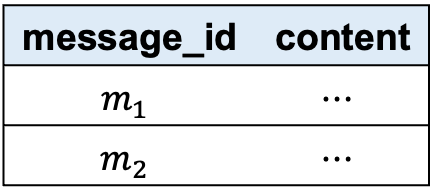 message_id content
m₁ ⋯
m₂ ⋯